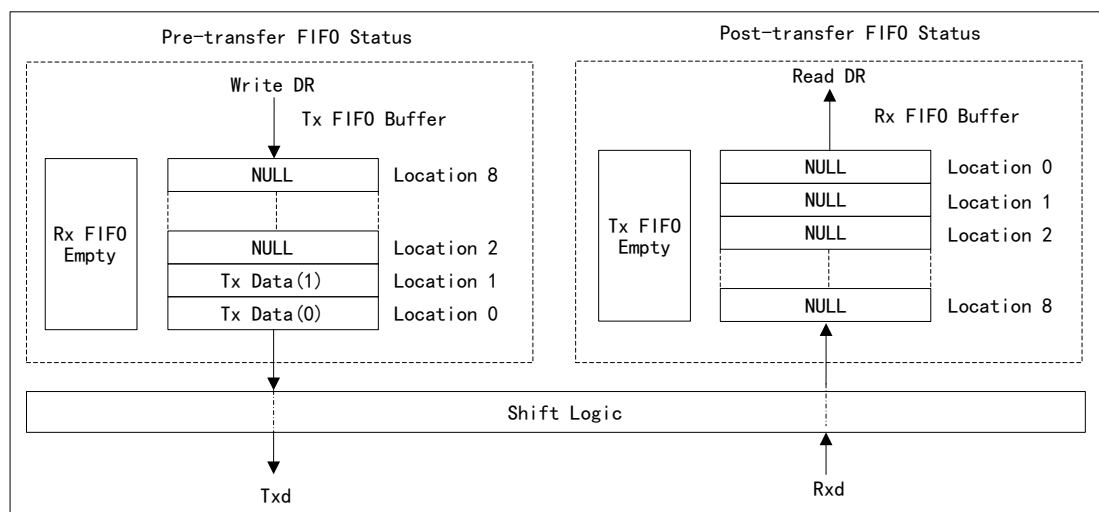 Pre-transfer FIFO Status
Write DR
Tx FIFO Buffer
Rx FIFO
Empty
NULL
Location 8
NULL
Location 2
Tx Data(1)
Location 1
Tx Data(0)
Location 0
Post-transfer FIFO Status
Read DR
Rx FIFO Buffer
Tx FIFO
Empty
NULL
Location 0
NULL
Location 1
NULL
Location 2
NULL
Location 8
Shift Logic
Txd
Rxd